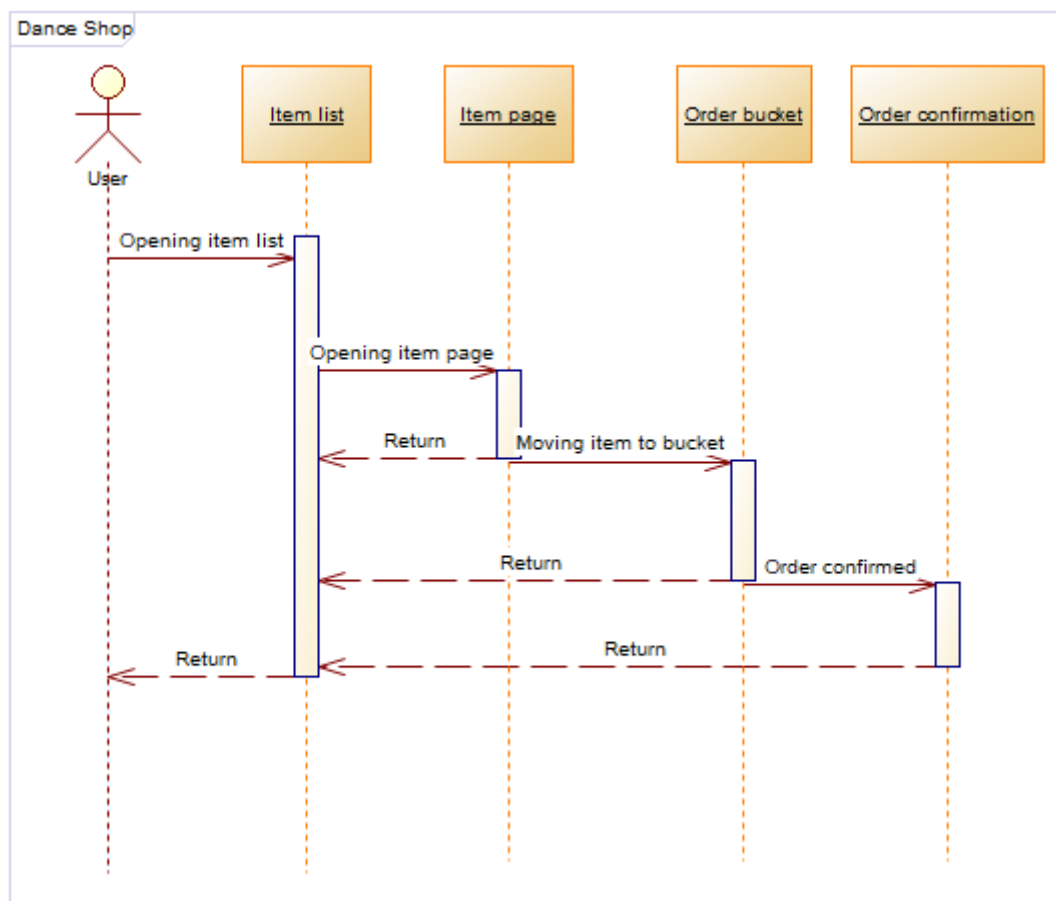 Dance Shop
User
Item list
Item page
Order bucket
Order confirmation
Opening item list
Opening item page
Return
Moving item to bucket
Return
Order confirmed
Return
Return